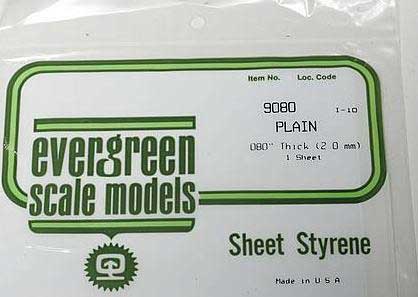 Item No. Loc. Code
9080 I-10
PLAIN
.080" Thick (2.0 mm)
1 Sheet
evergreen
scale models
Sheet Styrene
Made in U S A